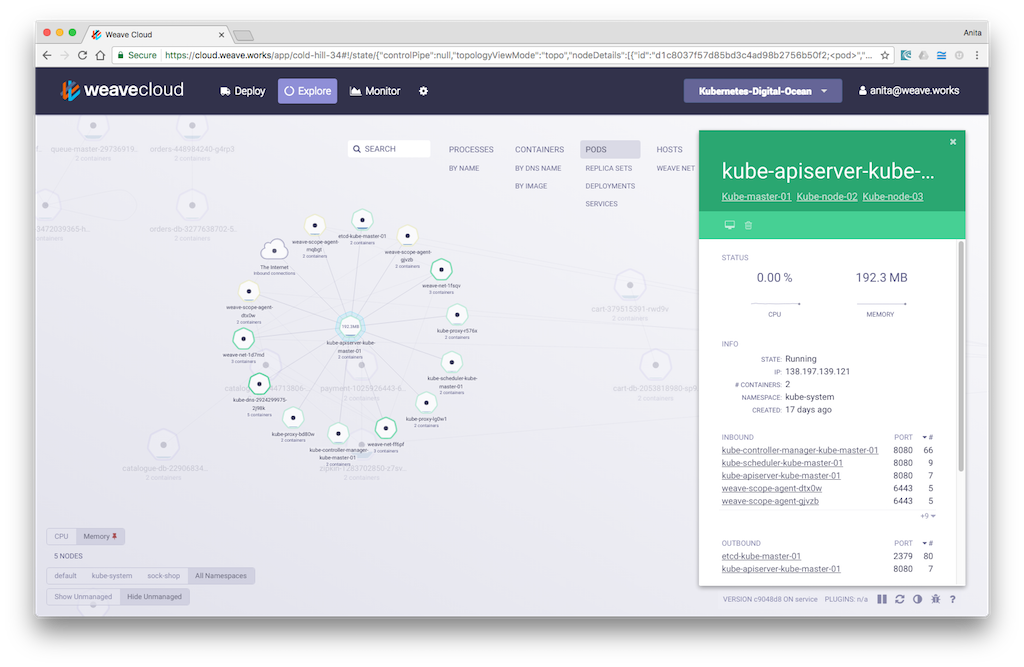 Weave Cloud
Anita
Secure
https://cloud.weave.works/app/cold-hill-34#!/state/{"controlPipe":null,"topologyViewMode":"topo","nodeDetails":[{"id":"d1c8037f57d85bd3c4ad98b2756b50f2;<pod>","...
weavecloud
Deploy
Explore
Monitor
Kubernetes-Digital-Ocean
anita@weave.works
SEARCH
PROCESSES
BY NAME
CONTAINERS
BY DNS NAME
BY IMAGE
PODS
REPLICA SETS
DEPLOYMENTS
SERVICES
HOSTS
WEAVE NET
queue-master-29736919...
2 containers
orders-448984240-g4rp3
2 containers
orders-db-3277638702-5...
2 containers
etcd-kube-master-01
2 containers
weave-scope-agent-
mqbgt
2 containers
weave-scope-agent-
gjvzb
2 containers
The Internet
Inbound connections
weave-net-1fsqv
3 containers
weave-scope-agent-
dtx0w
2 containers
kube-proxy-r578a
2 containers
192.3MB
kube-apiserver-kube-
master-01
2 containers
weave-net-1d7md
3 containers
kube-scheduler-kube-
master-01
2 containers
kube-dns-2924299975-
2j98k
5 containers
kube-proxy-lg0w1
2 containers
kube-proxy-bd80w
2 containers
kube-controller-manager-
kube-master-01
2 containers
weave-net-ff6pf
3 containers
cart-379515391-rwd9v
2 containers
cart-db-2053818980-sp9
2 containers
payment-1025926443-6...
catalogue-db-22906834...
2 containers
2 containers
kube-apiserver-kube-...
Kube-master-01 Kube-node-02 Kube-node-03
STATUS
0.00 %
CPU
192.3 MB
MEMORY
INFO
STATE: Running
IP: 138.197.139.121
# CONTAINERS: 2
NAMESPACE: kube-system
CREATED: 17 days ago
INBOUND PORT #
kube-controller-manager-kube-master-01 8080 66
kube-scheduler-kube-master-01 8080 9
kube-apiserver-kube-master-01 8080 7
weave-scope-agent-dtx0w 6443 5
weave-scope-agent-gjvzb 6443 5
+9
OUTBOUND PORT #
etcd-kube-master-01 2379 80
kube-apiserver-kube-master-01 8080 7
CPU
Memory
5 NODES
default
kube-system
sock-shop
All Namespaces
Show Unmanaged
Hide Unmanaged
VERSION c9048d8 ON service PLUGINS: n/a
?